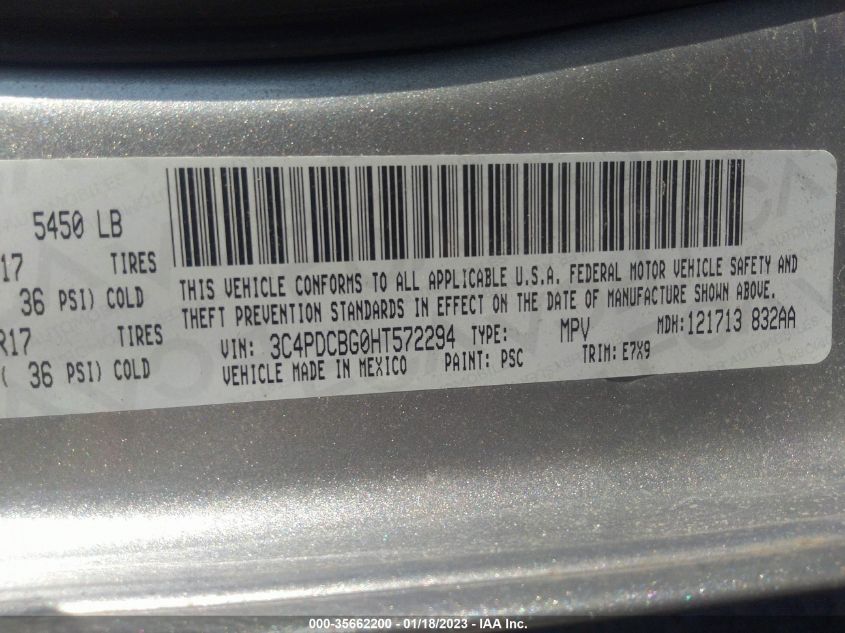 5450 LB
17 TIRES
36 PSI) COLD
R17 TIRES
( 36 PSI) COLD
THIS VEHICLE CONFORMS TO ALL APPLICABLE U.S.A. FEDERAL MOTOR VEHICLE SAFETY AND
THEFT PREVENTION STANDARDS IN EFFECT ON THE DATE OF MANUFACTURE SHOWN ABOVE.
VIN: 3C4PDCBG0HT572294 TYPE: MPV MDH:121713 832AA
VEHICLE MADE IN MEXICO PAINT: PSC TRIM: E7X9
000-35662200 - 01/18/2023 - IAA Inc.